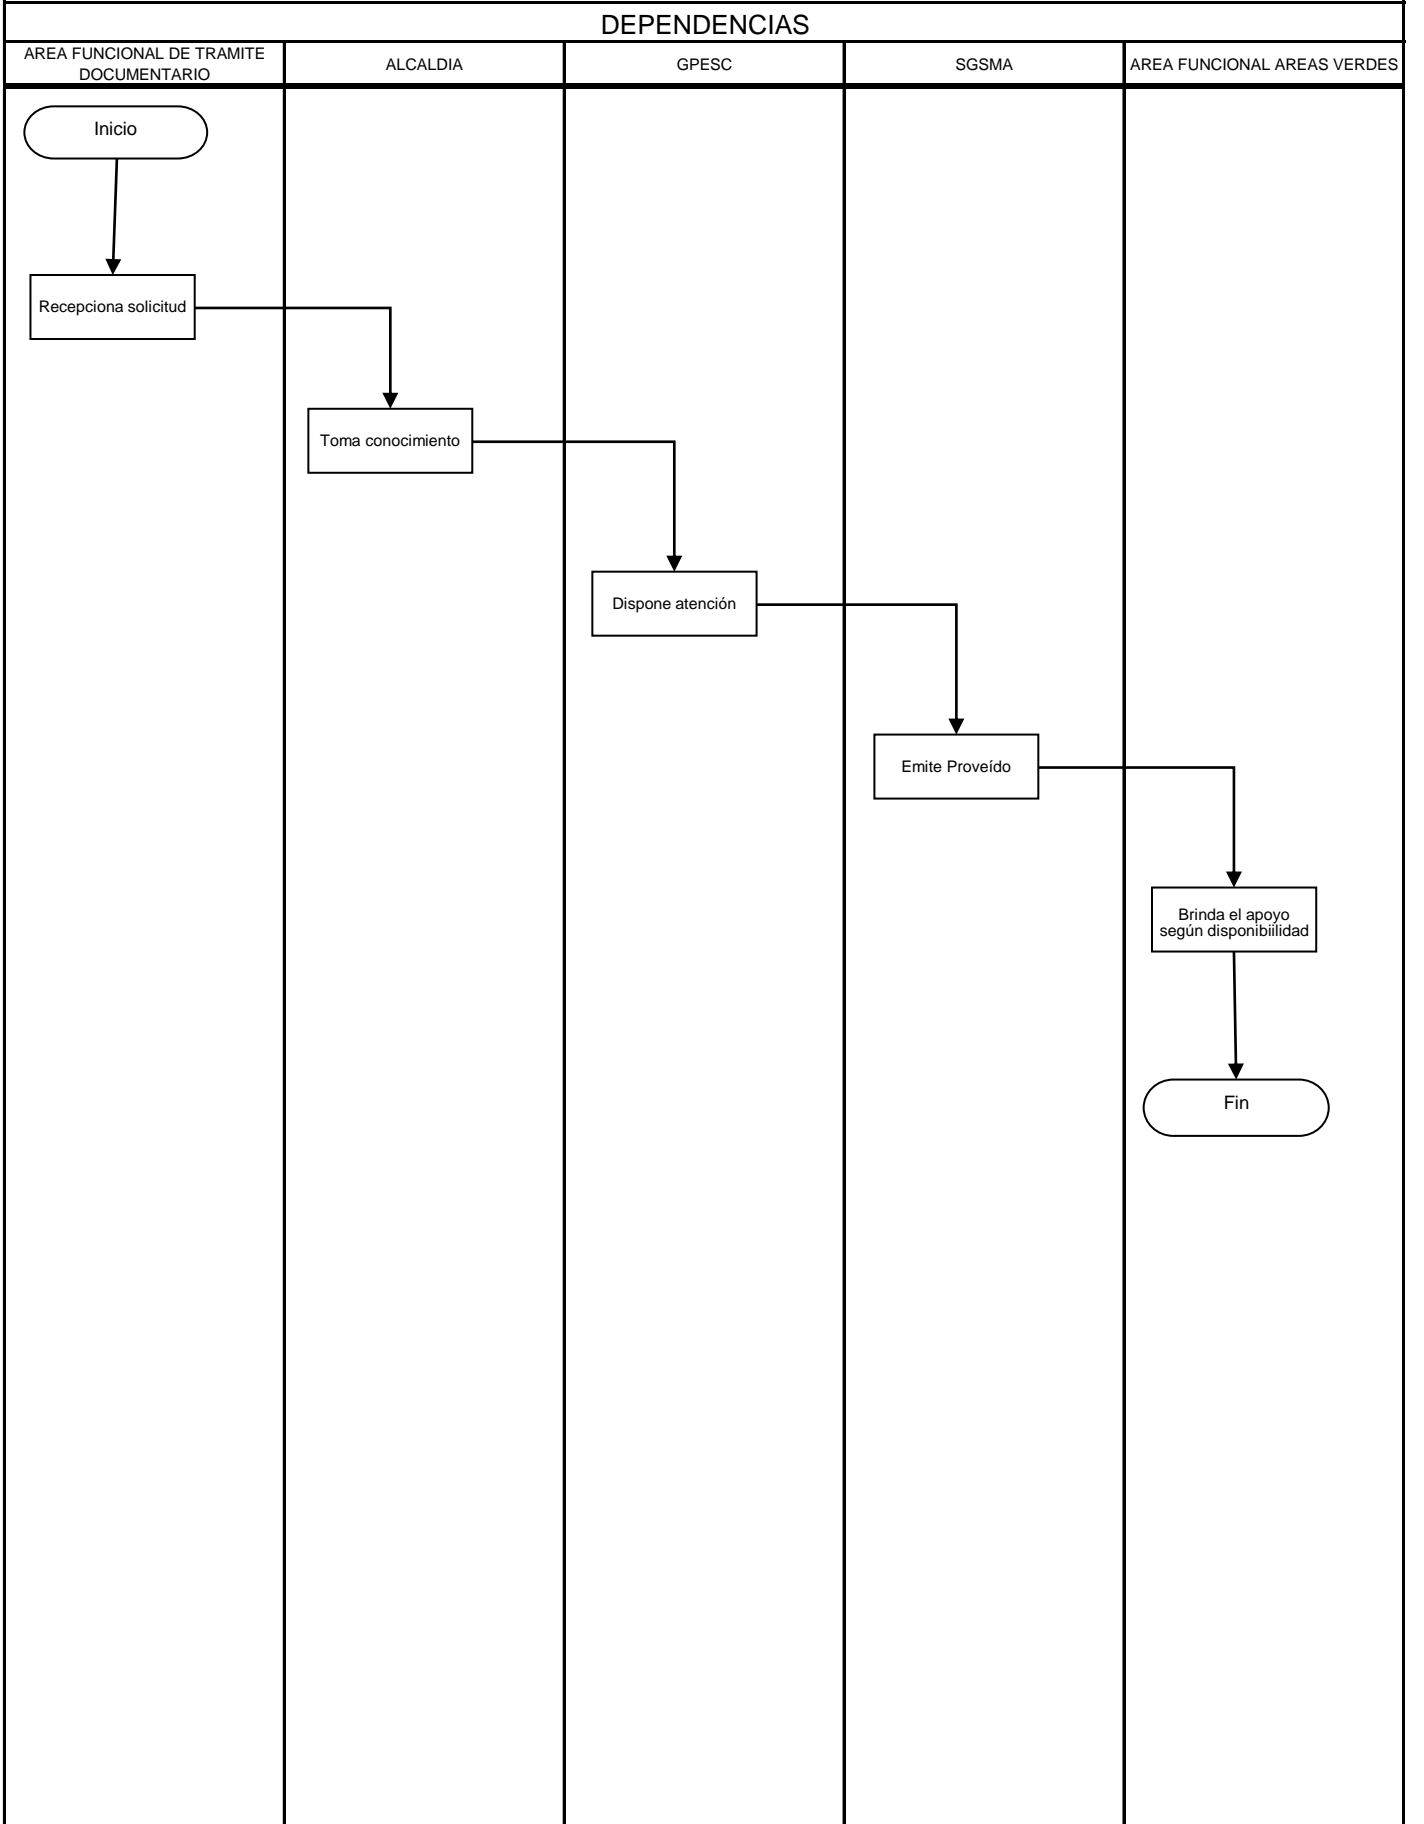 DEPENDENCIAS
AREA FUNCIONAL DE TRAMITE
DOCUMENTARIO
ALCALDIA
GPESC
SGSMA
AREA FUNCIONAL AREAS VERDES
Inicio
Recepciona solicitud
Toma conocimiento
Dispone atención
Emite Proveído
Brinda el apoyo
según disponibiilidad
Fin